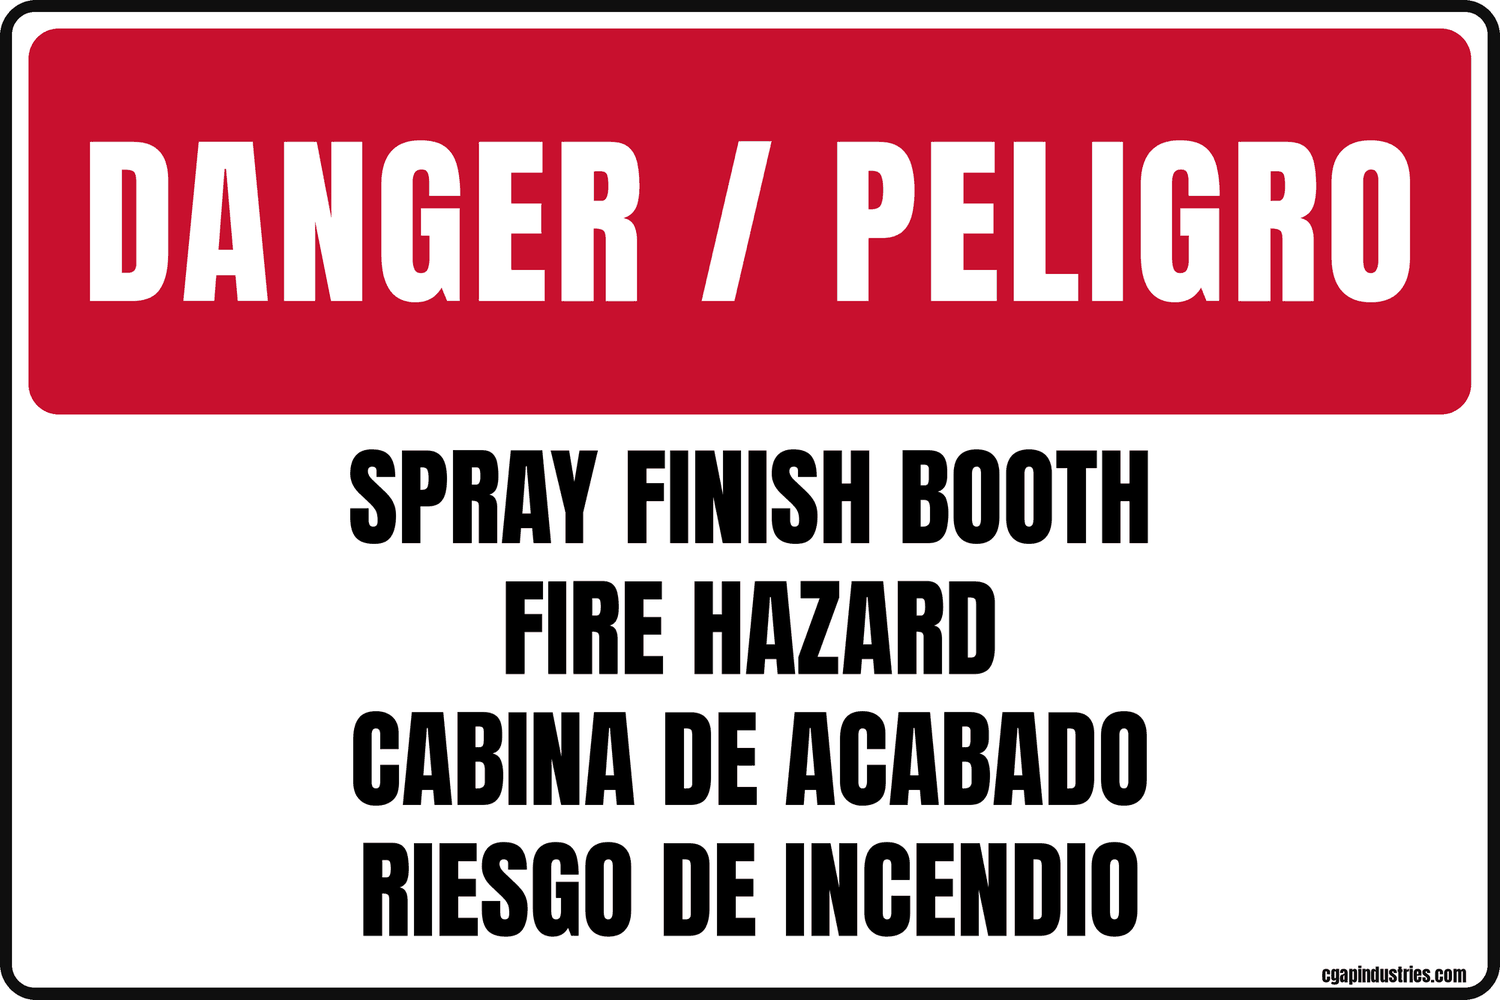 DANGER / PELIGRO
SPRAY FINISH BOOTH
FIRE HAZARD
CABINA DE ACABADO
RIESGO DE INCENDIO
cgapindustries.com